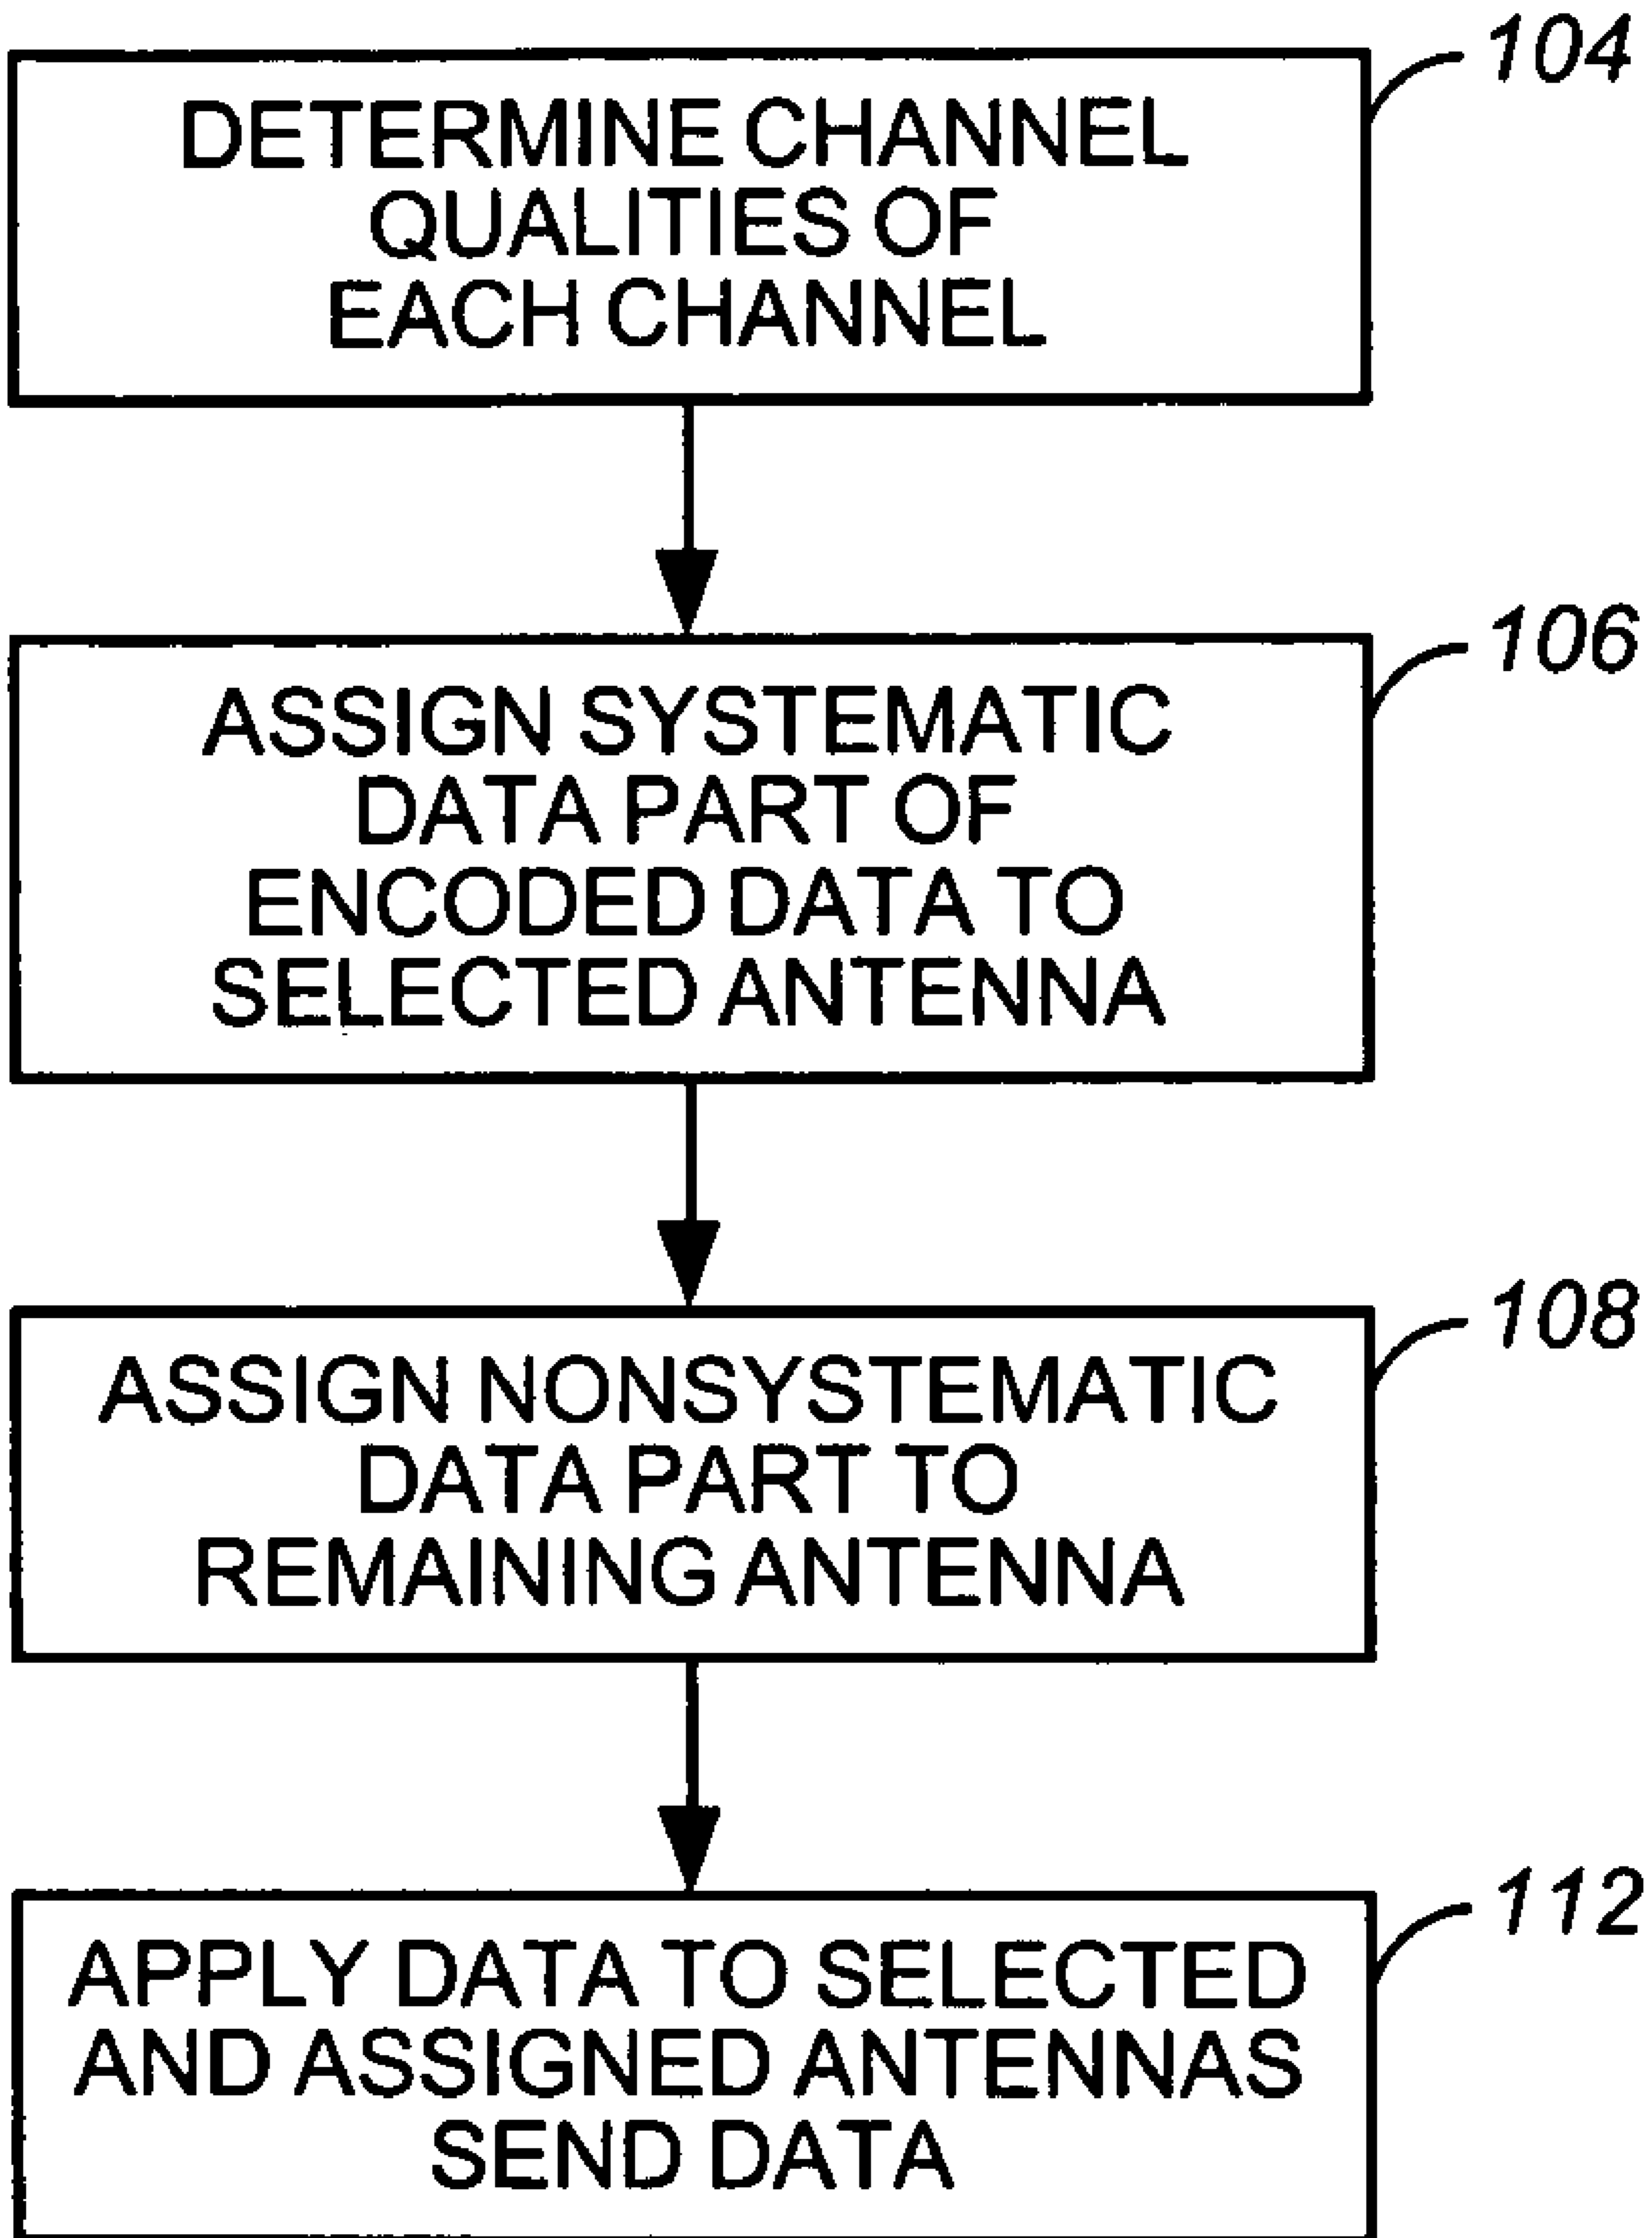 104
DETERMINE CHANNEL
QUALITIES OF
EACH CHANNEL
106
ASSIGN SYSTEMATIC
DATA PART OF
ENCODED DATA TO
SELECTED ANTENNA
108
ASSIGN NONSYSTEMATIC
DATA PART TO
REMAINING ANTENNA
112
APPLY DATA TO SELECTED
AND ASSIGNED ANTENNAS
SEND DATA